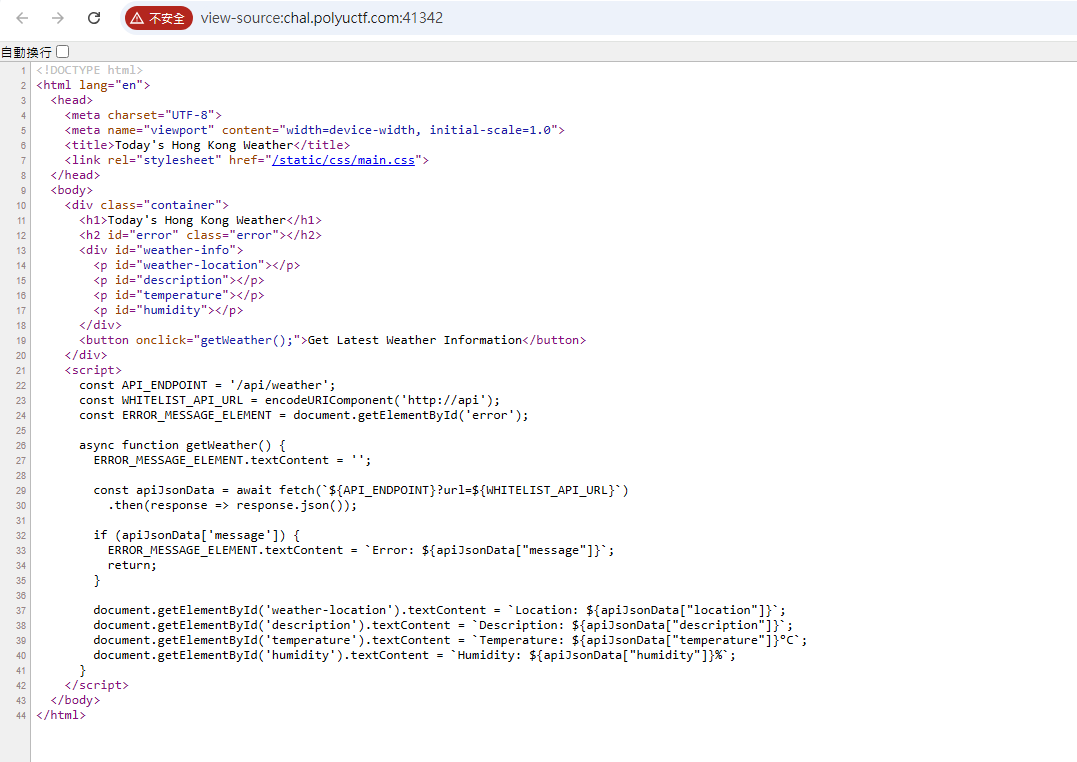 不安全 view-source:chal.polyuctf.com:41342
自動換行
1 <!DOCTYPE html>
2 <html lang="en">
3   <head>
4     <meta charset="UTF-8">
5     <meta name="viewport" content="width=device-width, initial-scale=1.0">
6     <title>Today's Hong Kong Weather</title>
7     <link rel="stylesheet" href="/static/css/main.css">
8   </head>
9   <body>
10     <div class="container">
11       <h1>Today's Hong Kong Weather</h1>
12       <h2 id="error" class="error"></h2>
13       <div id="weather-info">
14         <p id="weather-location"></p>
15         <p id="description"></p>
16         <p id="temperature"></p>
17         <p id="humidity"></p>
18       </div>
19       <button onclick="getWeather();">Get Latest Weather Information</button>
20     </div>
21     <script>
22       const API_ENDPOINT = '/api/weather';
23       const WHITELIST_API_URL = encodeURIComponent('http://api');
24       const ERROR_MESSAGE_ELEMENT = document.getElementById('error');
25
26       async function getWeather() {
27         ERROR_MESSAGE_ELEMENT.textContent = '';
28
29         const apiJsonData = await fetch(`${API_ENDPOINT}?url=${WHITELIST_API_URL}`)
30           .then(response => response.json());
31
32         if (apiJsonData['message']) {
33           ERROR_MESSAGE_ELEMENT.textContent = `Error: ${apiJsonData["message"]}`;
34           return;
35         }
36
37         document.getElementById('weather-location').textContent = `Location: ${apiJsonData["location"]}`;
38         document.getElementById('description').textContent = `Description: ${apiJsonData["description"]}`;
39         document.getElementById('temperature').textContent = `Temperature: ${apiJsonData["temperature"]}°C`;
40         document.getElementById('humidity').textContent = `Humidity: ${apiJsonData["humidity"]}%`;
41       }
42     </script>
43   </body>
44 </html>